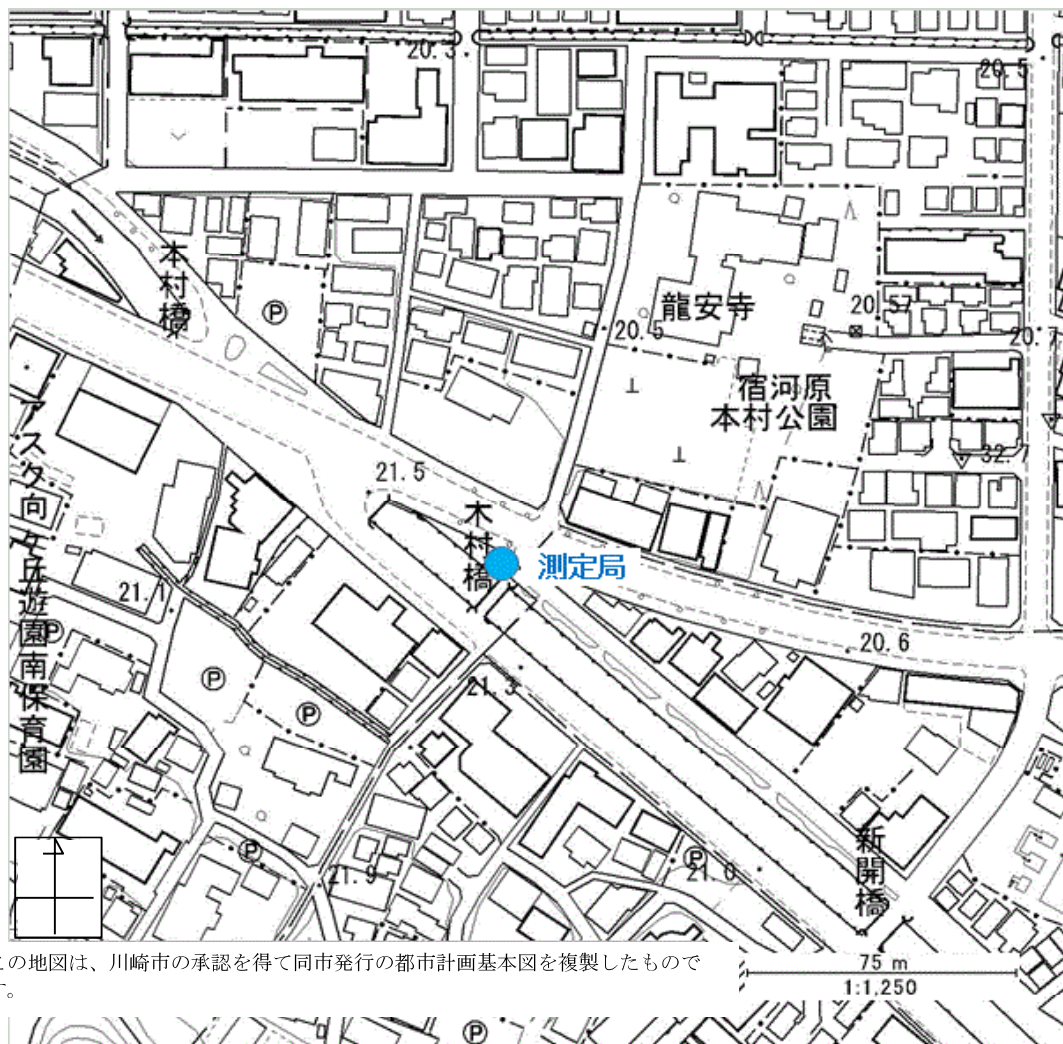 20.3
20.5
本村橋
Ⓟ
龍安寺
20.57
20.5
20.7
宿河原
本村公園
32.7
アスタ向ヶ丘遊園南保育園
21.5
本村橋
測定局
21.1
Ⓟ
20.6
Ⓟ
21.3
Ⓟ
新開橋
Ⓟ
Ⓟ
21.0
21.9
の地図は、川崎市の承認を得て同市発行の都市計画基本図を複製したもので
。
75 m
1:1,250
Ⓟ